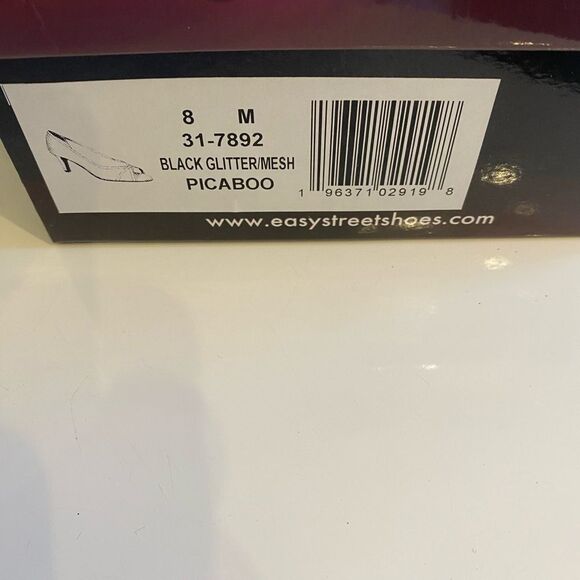 8 M
31-7892
BLACK GLITTER/MESH
PICABOO
1 96371 02919 8
www.easystreetshoes.com